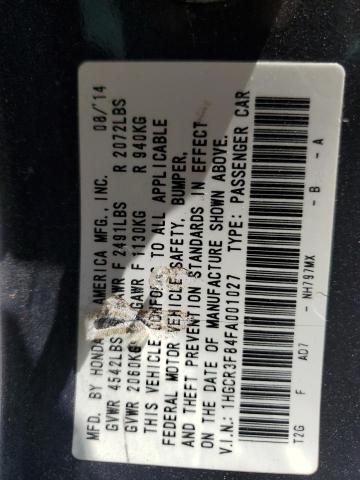 MFD. BY HONDA AMERICA MFG., INC. 08/'14
GVWR 4542LBS GAWR F 2491LBS R 2072LBS
GVWR 2060KG GAWR F 1130KG R 940KG
THIS VEHICLE CONFORMS TO ALL APPLICABLE
FEDERAL MOTOR VEHICLE SAFETY, BUMPER,
AND THEFT PREVENTION STANDARDS IN EFFECT
ON THE DATE OF MANUFACTURE SHOWN ABOVE.
V.I.N.: 1HGCR3F84FA001027 TYPE: PASSENGER CAR
T2G F AD7 - NH797MX - B - A